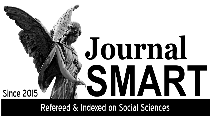 Journal
SMART
Since 2015
Refereed & Indexed on Social Sciences